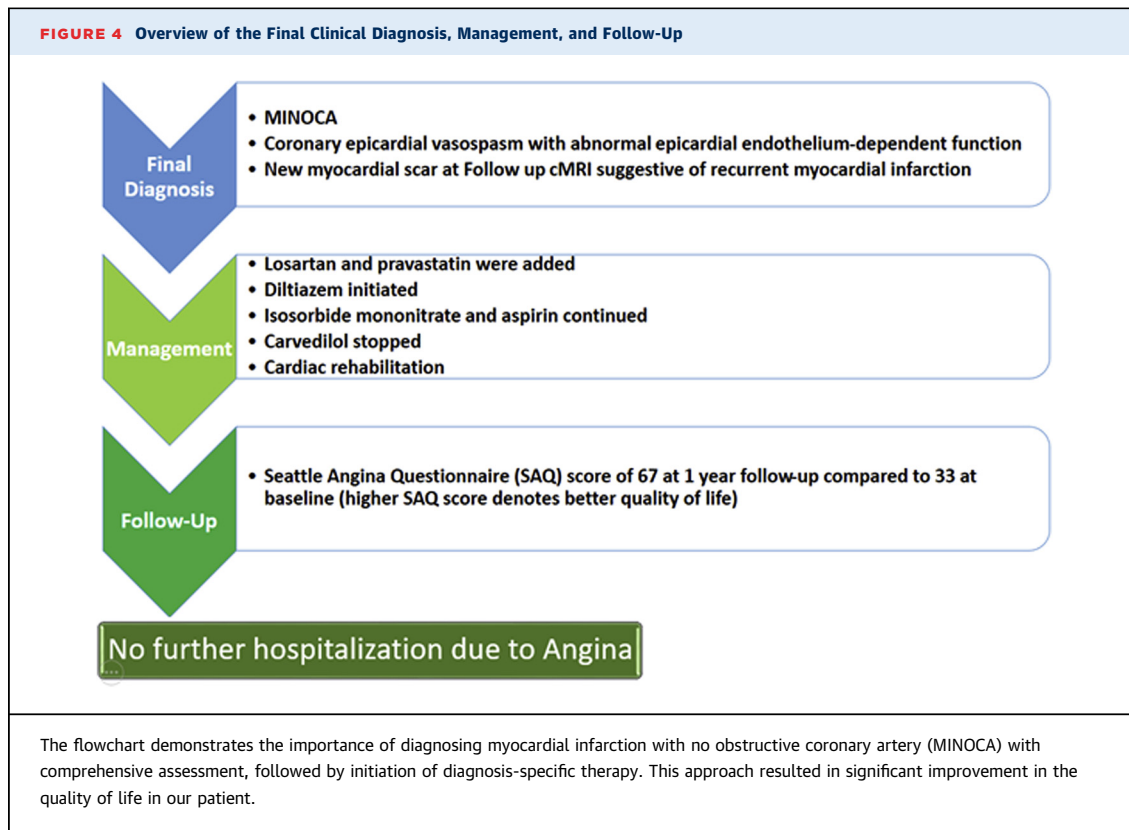 FIGURE 4 Overview of the Final Clinical Diagnosis, Management, and Follow-Up
Final
Diagnosis
• MINOCA
• Coronary epicardial vasospasm with abnormal epicardial endothelium-dependent function
• New myocardial scar at Follow up cMRI suggestive of recurrent myocardial infarction
Management
• Losartan and pravastatin were added
• Diltiazem initiated
• Isosorbide mononitrate and aspirin continued
• Carvedilol stopped
• Cardiac rehabilitation
Follow-Up
• Seattle Angina Questionnaire (SAQ) score of 67 at 1 year follow-up compared to 33 at
baseline (higher SAQ score denotes better quality of life)
No further hospitalization due to Angina
The flowchart demonstrates the importance of diagnosing myocardial infarction with no obstructive coronary artery (MINOCA) with
comprehensive assessment, followed by initiation of diagnosis-specific therapy. This approach resulted in significant improvement in the
quality of life in our patient.